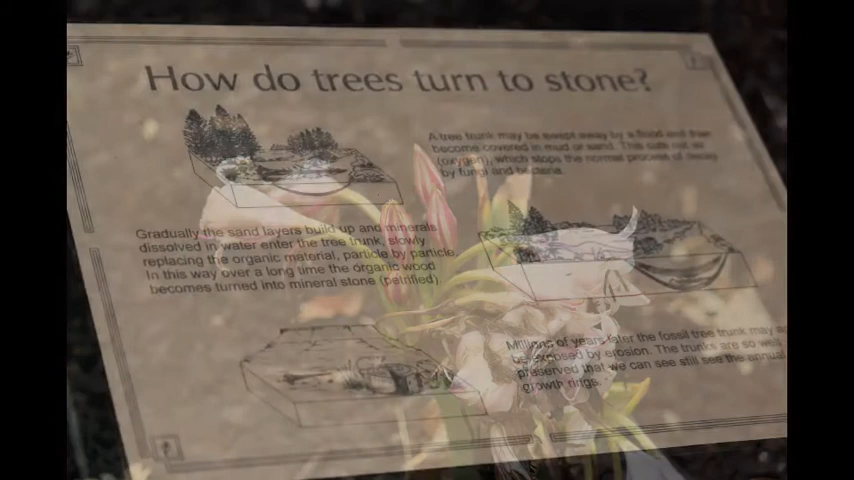 How do trees turn to stone?
A tree trunk may be swept away by a flood and then
become covered in mud or sand. This cuts out air
(oxygen), which stops the normal process of decay
by fungi and bacteria.
Gradually the sand layers build up and minerals
dissolved in water enter the tree trunk, slowly
replacing the organic material, particle by particle.
In this way over a long time the organic wood
becomes turned into mineral stone (petrified).
Millions of years later the fossil tree trunk may
be exposed by erosion. The trunks are so well
preserved that we can see still see the annual
growth rings.